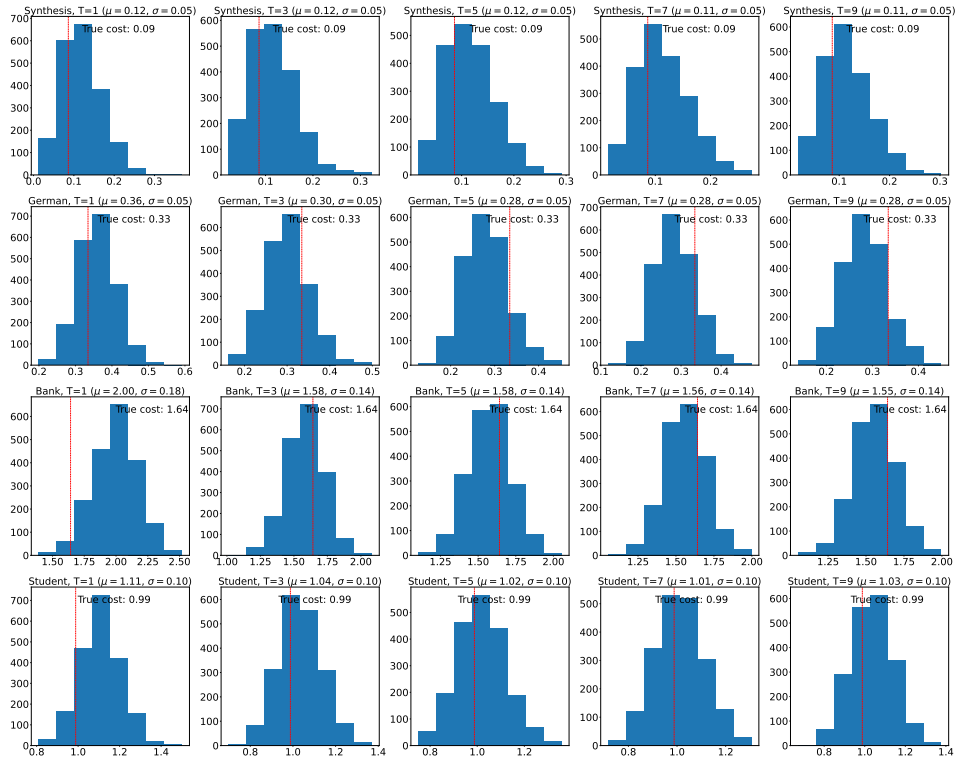 Synthesis, T=1 (μ = 0.12, σ = 0.05)
True cost: 0.09
700
600
500
400
300
200
100
0
0.0 0.1 0.2 0.3
Synthesis, T=3 (μ = 0.12, σ = 0.05)
True cost: 0.09
600
500
400
300
200
100
0
0.1 0.2 0.3
Synthesis, T=5 (μ = 0.12, σ = 0.05)
True cost: 0.09
500
400
300
200
100
0
0.1 0.2 0.3
Synthesis, T=7 (μ = 0.11, σ = 0.05)
True cost: 0.09
500
400
300
200
100
0
0.1 0.2
Synthesis, T=9 (μ = 0.11, σ = 0.05)
True cost: 0.09
600
500
400
300
200
100
0
0.1 0.2 0.3
German, T=1 (μ = 0.36, σ = 0.05)
True cost: 0.33
700
600
500
400
300
200
100
0
0.2 0.3 0.4 0.5 0.6
German, T=3 (μ = 0.30, σ = 0.05)
True cost: 0.33
600
500
400
300
200
100
0
0.2 0.3 0.4 0.5
German, T=5 (μ = 0.28, σ = 0.05)
True cost: 0.33
600
500
400
300
200
100
0
0.2 0.3 0.4
German, T=7 (μ = 0.28, σ = 0.05)
True cost: 0.33
700
600
500
400
300
200
100
0
0.1 0.2 0.3 0.4
German, T=9 (μ = 0.28, σ = 0.05)
True cost: 0.33
600
500
400
300
200
100
0
0.2 0.3 0.4
Bank, T=1 (μ = 2.00, σ = 0.18)
True cost: 1.64
600
500
400
300
200
100
0
1.50 1.75 2.00 2.25 2.50
Bank, T=3 (μ = 1.58, σ = 0.14)
True cost: 1.64
700
600
500
400
300
200
100
0
1.00 1.25 1.50 1.75 2.00
Bank, T=5 (μ = 1.58, σ = 0.14)
True cost: 1.64
600
500
400
300
200
100
0
1.25 1.50 1.75 2.00
Bank, T=7 (μ = 1.56, σ = 0.14)
True cost: 1.64
600
500
400
300
200
100
0
1.00 1.25 1.50 1.75 2.00
Bank, T=9 (μ = 1.55, σ = 0.14)
True cost: 1.64
600
500
400
300
200
100
0
1.25 1.50 1.75 2.00
Student, T=1 (μ = 1.11, σ = 0.10)
True cost: 0.99
700
600
500
400
300
200
100
0
0.8 1.0 1.2 1.4
Student, T=3 (μ = 1.04, σ = 0.10)
True cost: 0.99
600
500
400
300
200
100
0
0.8 1.0 1.2 1.4
Student, T=5 (μ = 1.02, σ = 0.10)
True cost: 0.99
500
400
300
200
100
0
0.8 1.0 1.2
Student, T=7 (μ = 1.01, σ = 0.10)
True cost: 0.99
500
400
300
200
100
0
0.8 1.0 1.2
Student, T=9 (μ = 1.03, σ = 0.10)
True cost: 0.99
600
500
400
300
200
100
0
0.8 1.0 1.2 1.4